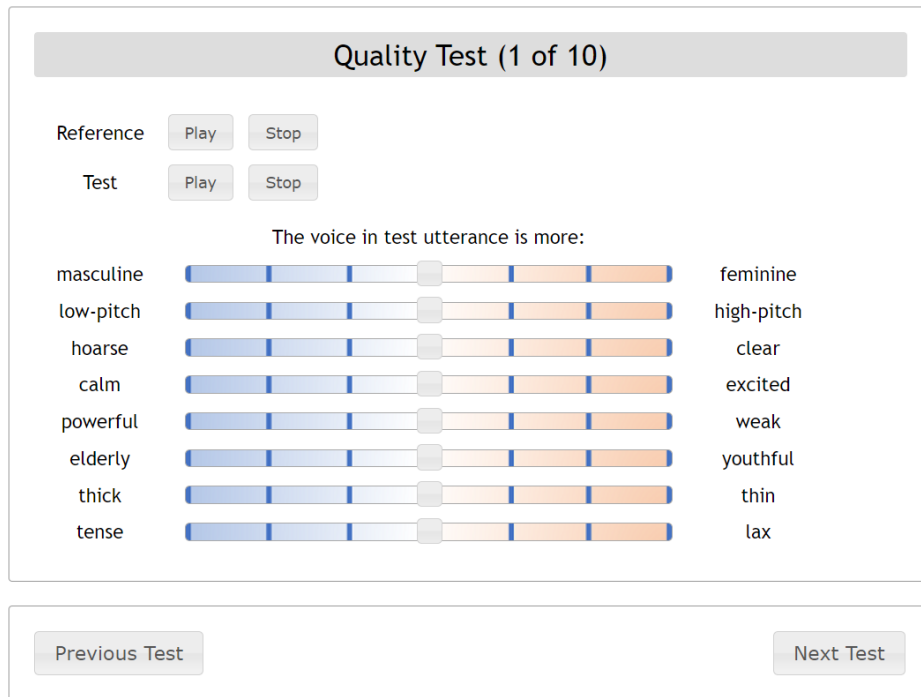 Quality Test (1 of 10)
Reference Play Stop
Test Play Stop
The voice in test utterance is more:
masculine feminine
low-pitch high-pitch
hoarse clear
calm excited
powerful weak
elderly youthful
thick thin
tense lax
Previous Test Next Test